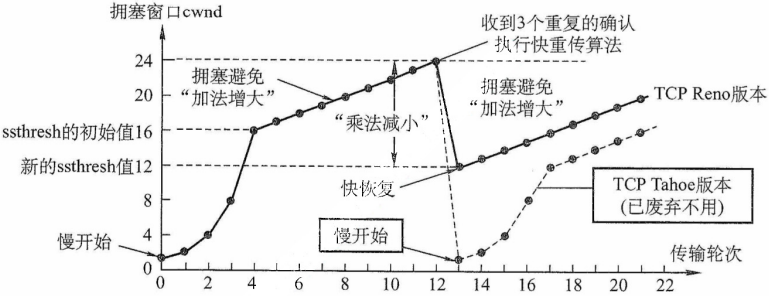 拥塞窗口cwnd
收到3个重复的确认
执行快重传算法
24
拥塞避免
“加法增大”
拥塞避免
“加法增大”
TCP Reno版本
20
“乘法减小”
ssthresh的初始值16
新的ssthresh值12
快恢复
TCP Tahoe版本
(已废弃不用)
8
慢开始
4
慢开始
传输轮次
0
0 2 4 6 8 10 12 14 16 18 20 22